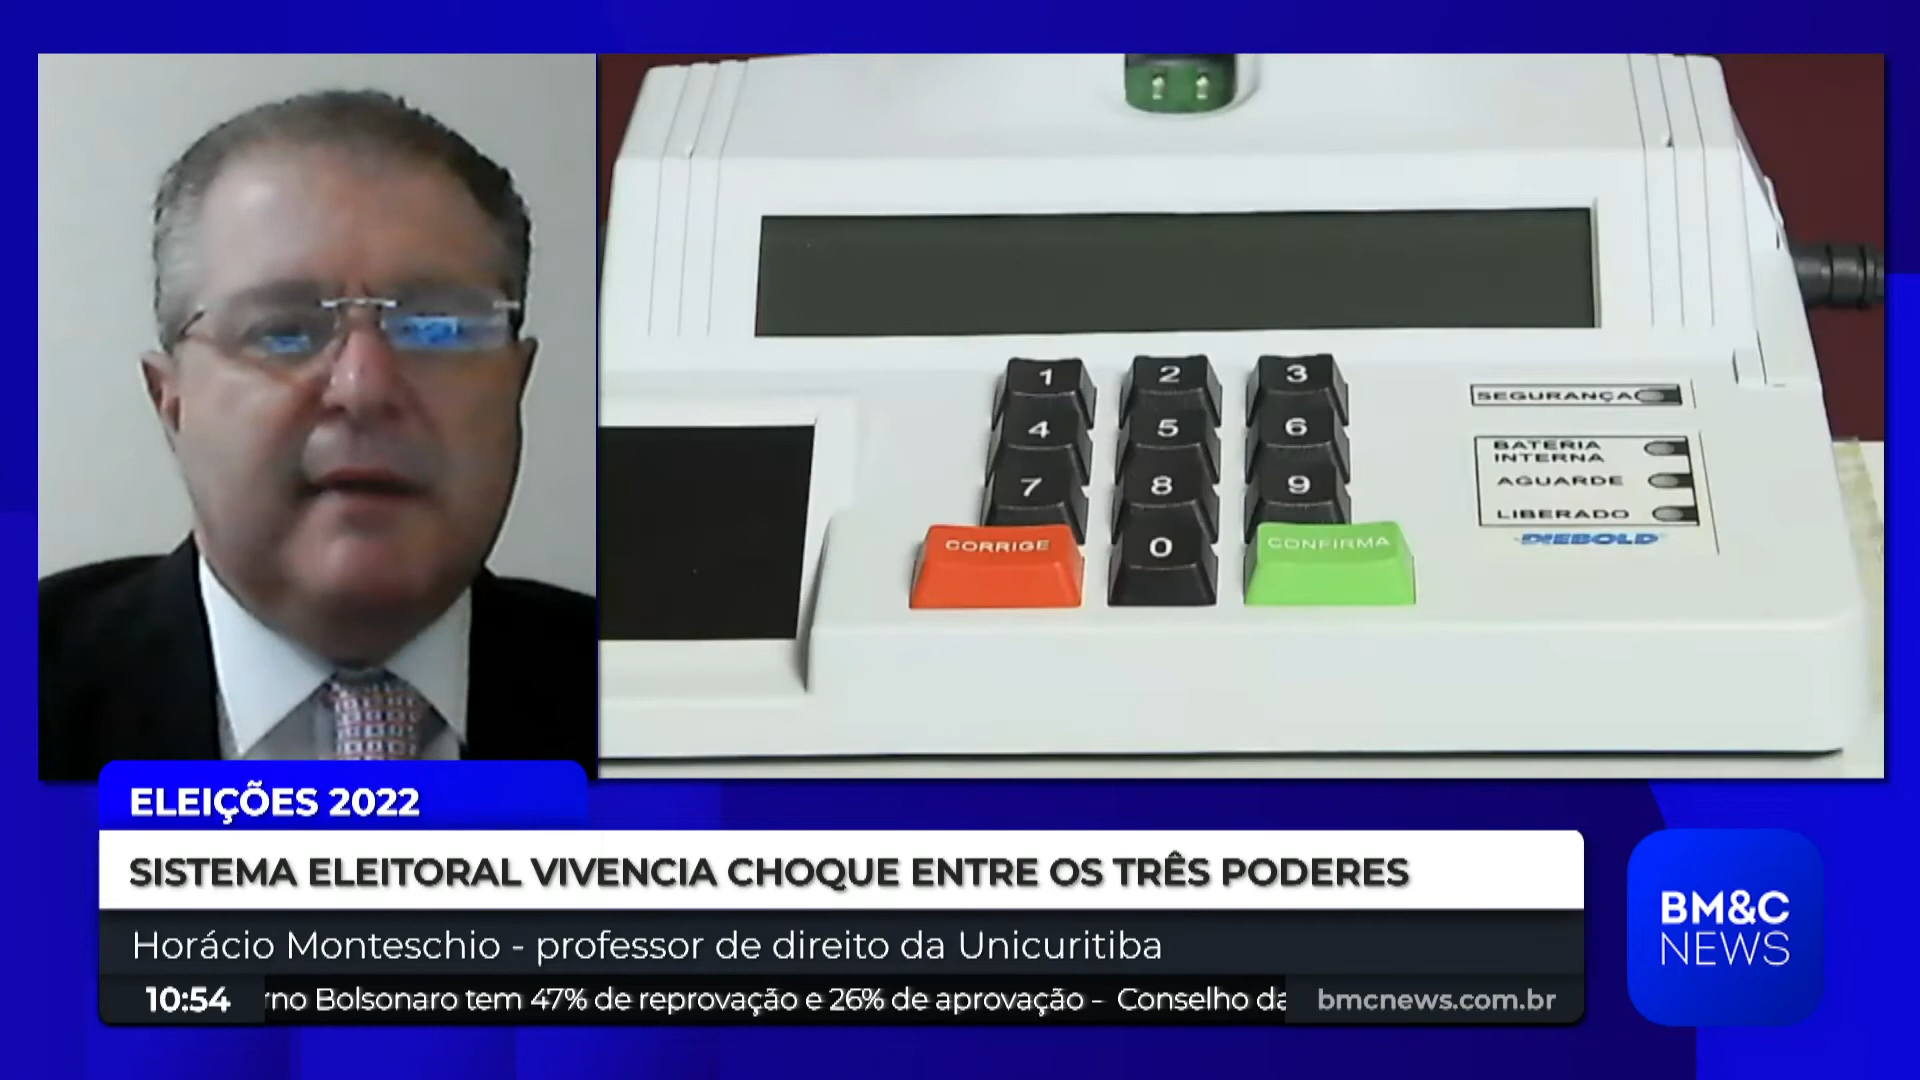 1 2 3
4 5 6
7 8 9
CORRIGE 0 CONFIRMA
SEGURANÇA
BATERIA
INTERNA
AGUARDE
LIBERADO
DIEBOLD
ELEIÇÕES 2022
SISTEMA ELEITORAL VIVENCIA CHOQUE ENTRE OS TRÊS PODERES
Horácio Monteschio - professor de direito da Unicuritiba
10:54 rno Bolsonaro tem 47% de reprovação e 26% de aprovação - Conselho da bmcnews.com.br
BM&C
NEWS